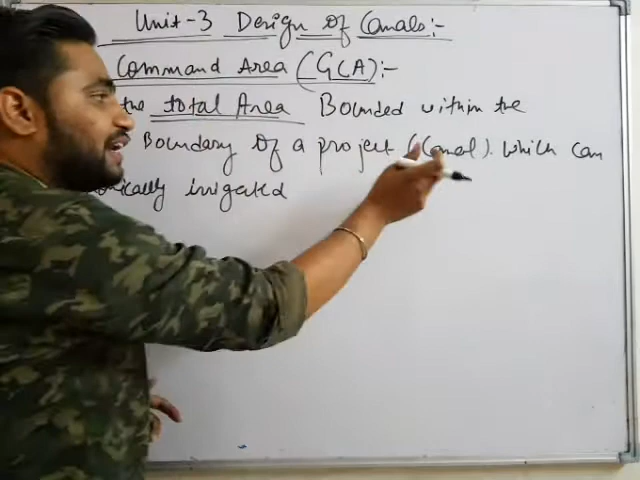 Unit-3 Design of Canals:-
Command Area (GCA):-
the total Area Bounded within the
Boundary of a project (Canal). which can
irrigated